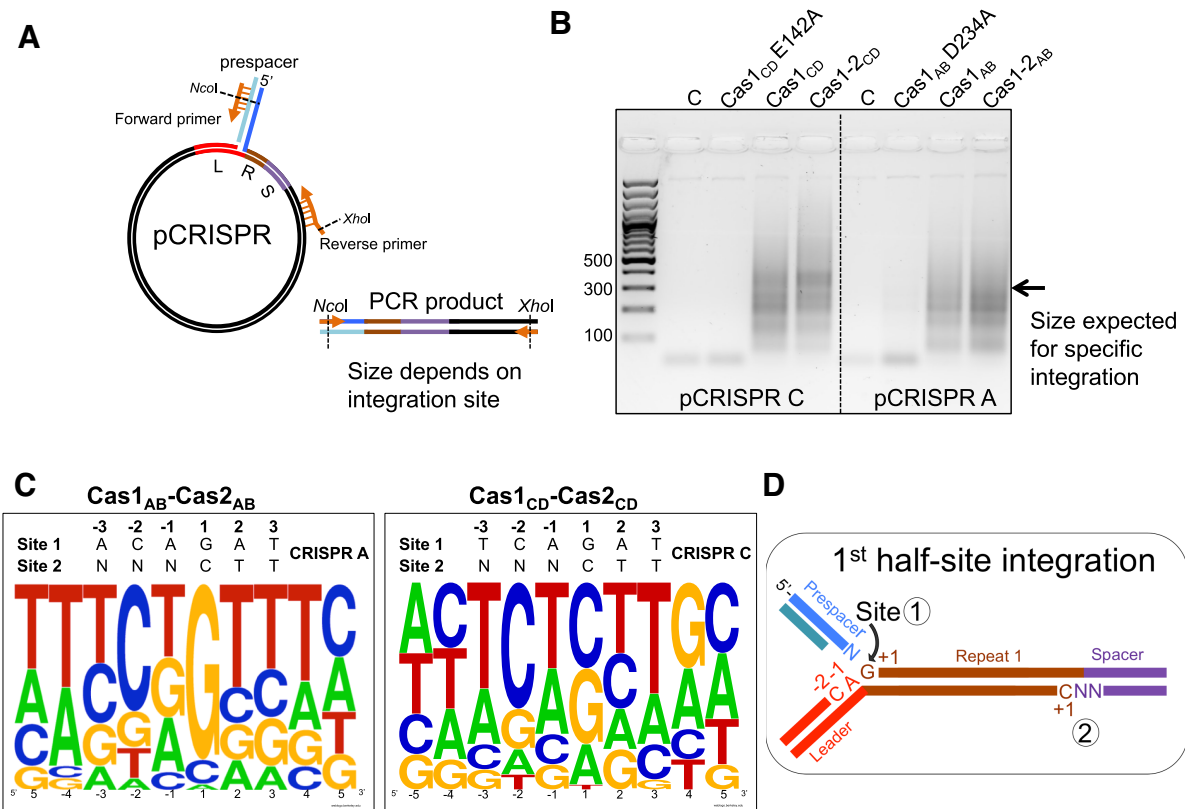 A
prespacer
5'
NcoI
Forward primer
L
R
S
XhoI
pCRISPR
Reverse primer
NcoI
PCR product
XhoI
Size depends on
integration site
B
C
Cas1CD E142A
Cas1CD
Cas1-2CD
C
Cas1AB D234A
Cas1AB
Cas1-2AB
500
300
100
Size expected
for specific
integration
pCRISPR C
pCRISPR A
C
Cas1AB-Cas2AB
-3 -2 -1 1 2 3
Site 1 A C A G A T
CRISPR A
Site 2 N N N C T T
T T T C T G T T T C
A A C G G C C C A A
C C G T A A G G C T
G G A A C T A A G G
5' -5 -4 -3 -2 -1 1 2 3 4 5 3'
Cas1CD-Cas2CD
-3 -2 -1 1 2 3
Site 1 T C A G A T
CRISPR C
Site 2 N N N C T T
A C T C T C T T G C
T T A G A G C A A A
C A C A C A A C C T
G G G T G T G G T G
5' -5 -4 -3 -2 -1 1 2 3 4 5 3'
D
1st half-site integration
5'-
Prespacer
N
Site 1
G +1
Repeat 1
Spacer
-2 -1
C A
CNN
+1
2
Leader